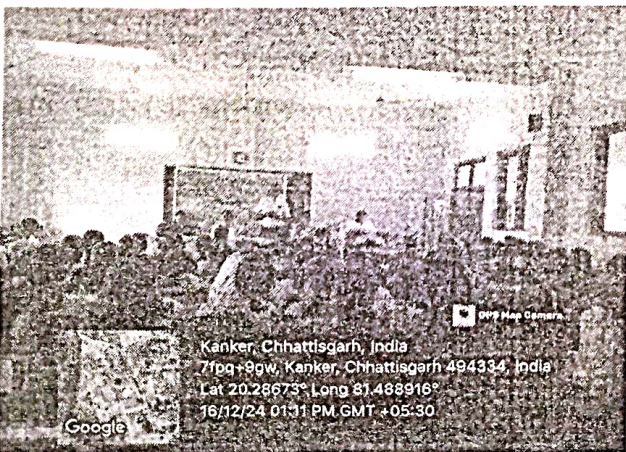 GPS Map Camera
Kanker, Chhattisgarh, India
7fpq+9gw, Kanker, Chhattisgarh 494334, India
Lat 20.28673° Long 81.488916°
16/12/24 01:11 PM GMT +05:30
Google